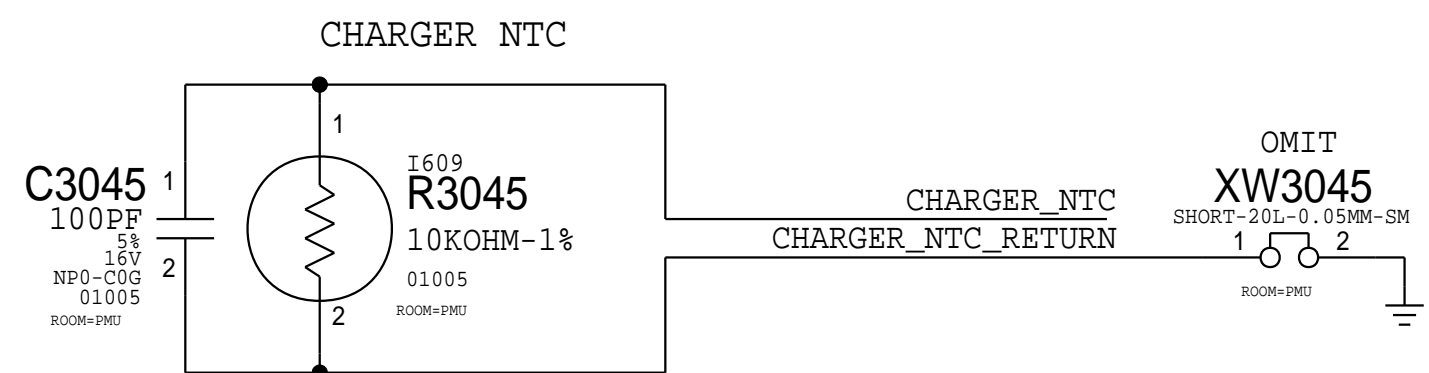 CHARGER NTC
C3045
100PF
5%
16V
NP0-C0G
01005
ROOM=PMU
1
2
1
2
I609
R3045
10KOHM-1%
01005
ROOM=PMU
CHARGER_NTC
CHARGER_NTC_RETURN
OMIT
XW3045
SHORT-20L-0.05MM-SM
1 2
ROOM=PMU